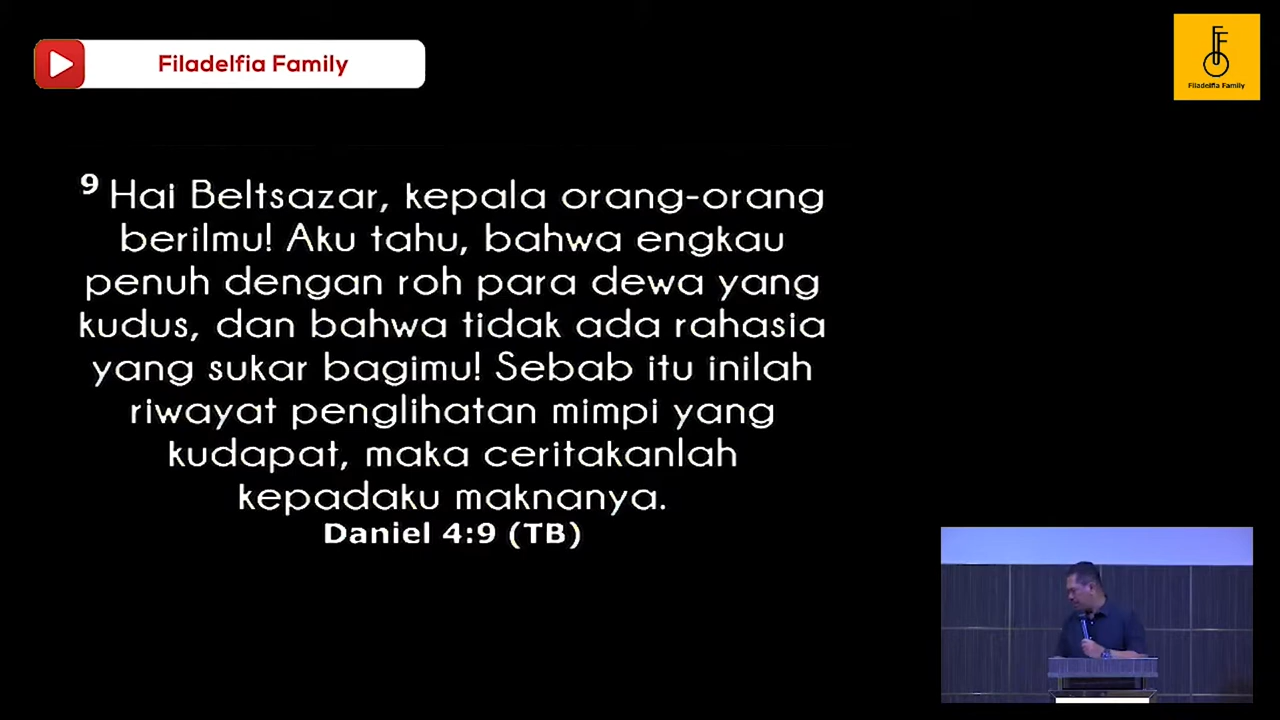 Filadelfia Family
Filadelfia Family
9 Hai Beltsazar, kepala orang-orang
berilmu! Aku tahu, bahwa engkau
penuh dengan roh para dewa yang
kudus, dan bahwa tidak ada rahasia
yang sukar bagimu! Sebab itu inilah
riwayat penglihatan mimpi yang
kudapat, maka ceritakanlah
kepadaku maknanya.
Daniel 4:9 (TB)